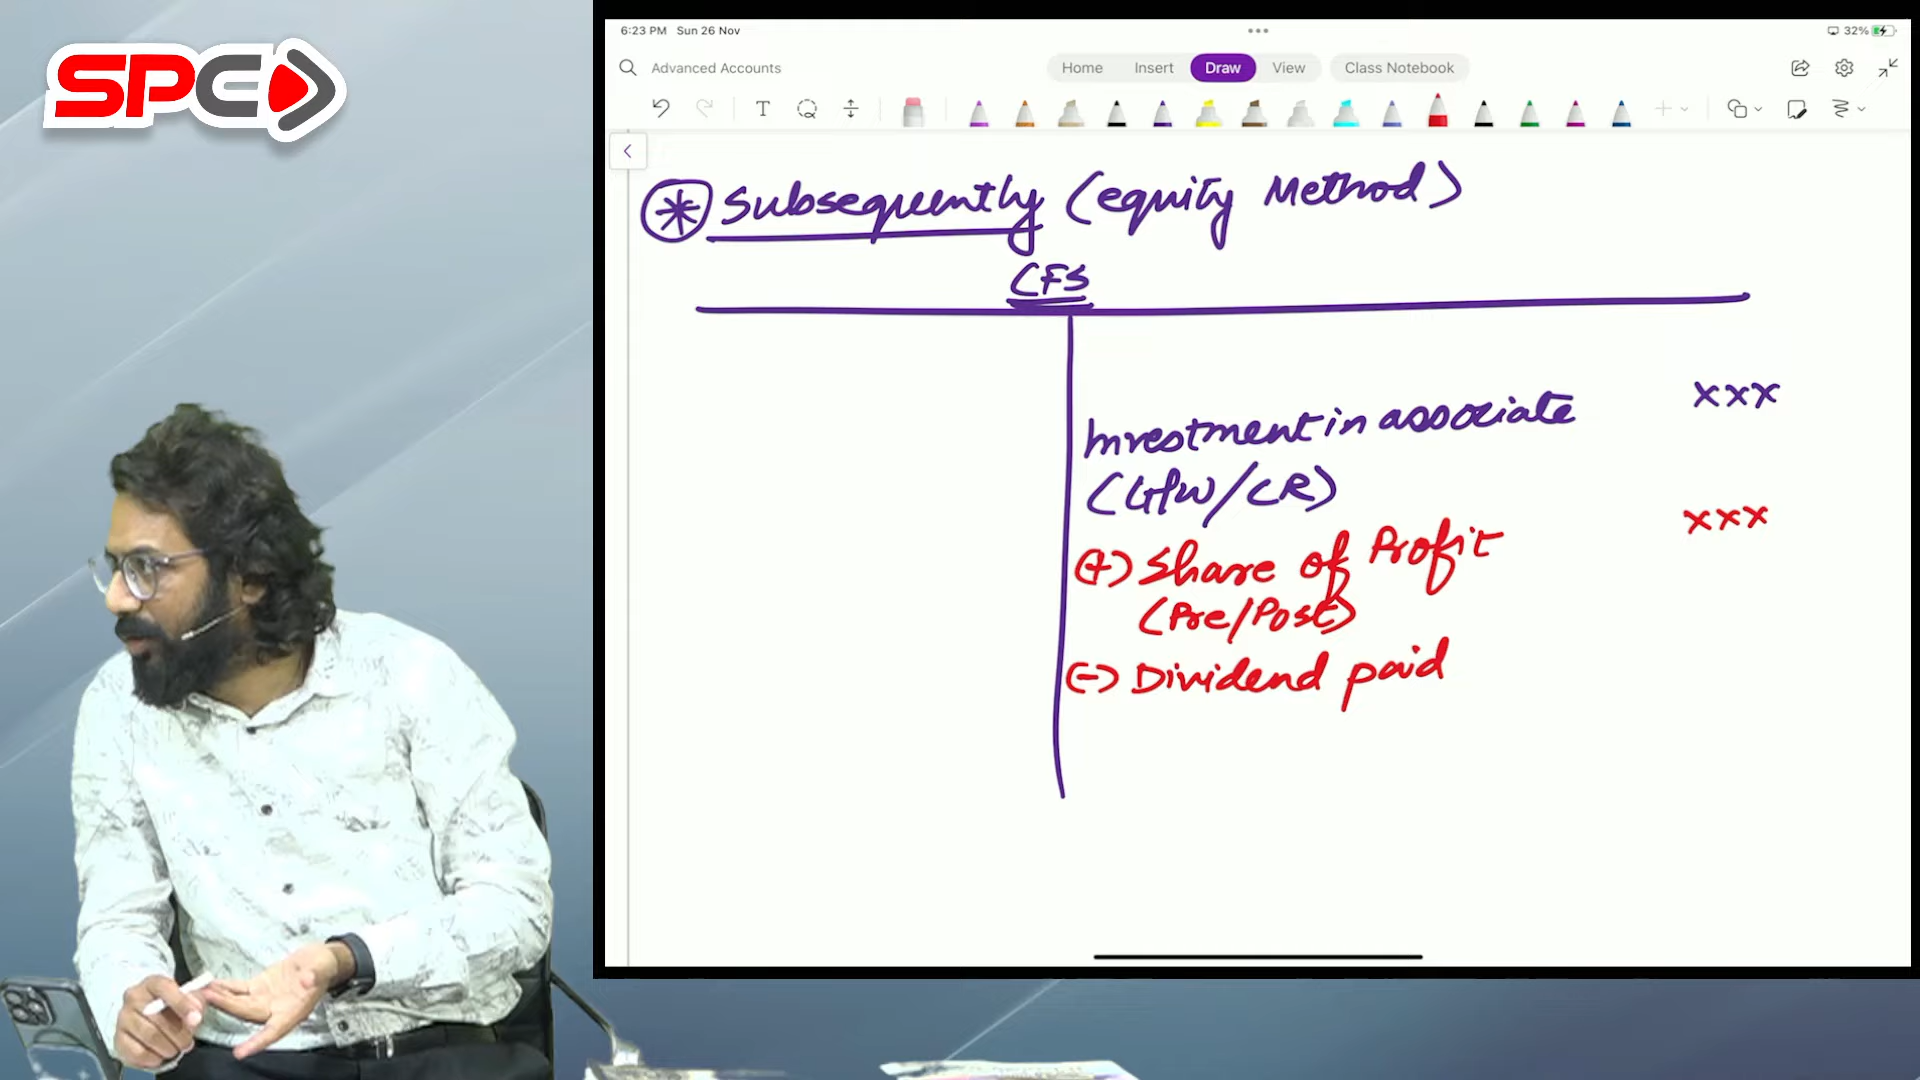 SPE
6:23 PM Sun 26 Nov
32%
Advanced Accounts
Home Insert Draw View Class Notebook
T
* Subsequently (equity Method)
CFS
Investment in associate xxx
(G/W/CR)
(+) Share of Profit xxx
(Pre/Post)
(-) Dividend paid